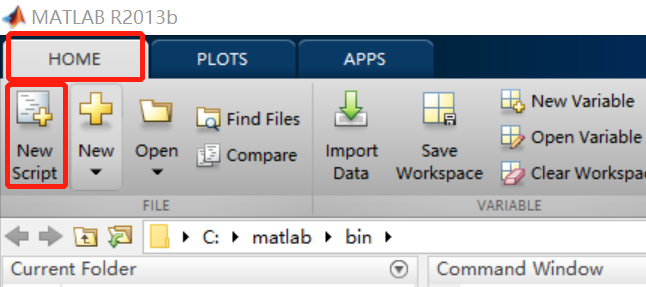 MATLAB R2013b
HOME PLOTS APPS
New Script
New
Open
Find Files
Compare
Import Data
Save Workspace
New Variable
Open Variable
Clear Workspac
FILE VARIABLE
C: matlab bin
Current Folder Command Window